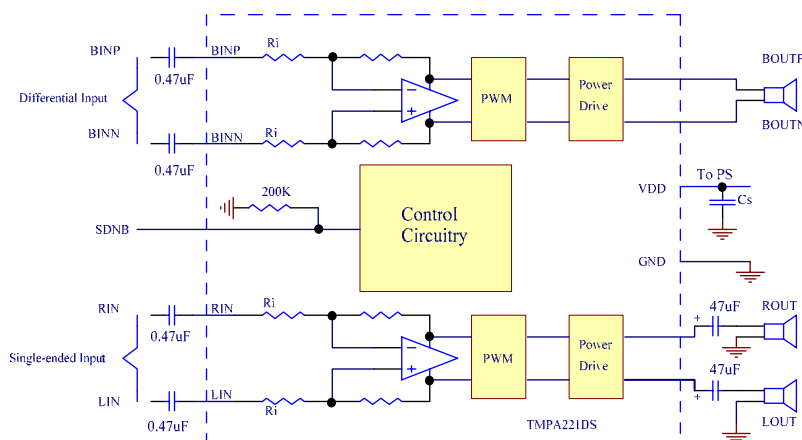 BINP
BINP
Ri
0.47uF
PWM
Power
Drive
BOUTP
Differential Input
BINN
BINN
Ri
0.47uF
BOUTN
200K
SDNB
Control
Circuitry
To PS
VDD
Cs
GND
RIN
RIN
Ri
0.47uF
PWM
Power
Drive
47uF
ROUT
Single-ended Input
47uF
LIN
LIN
Ri
0.47uF
LOUT
TMPA221DS